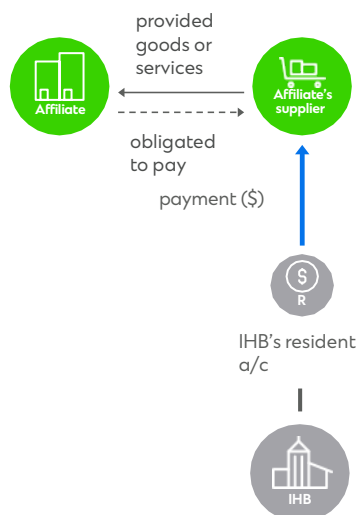 provided
goods or
services
Affiliate
Affiliate's
supplier
obligated
to pay
payment ($)
$
R
IHB's resident
a/c
IHB